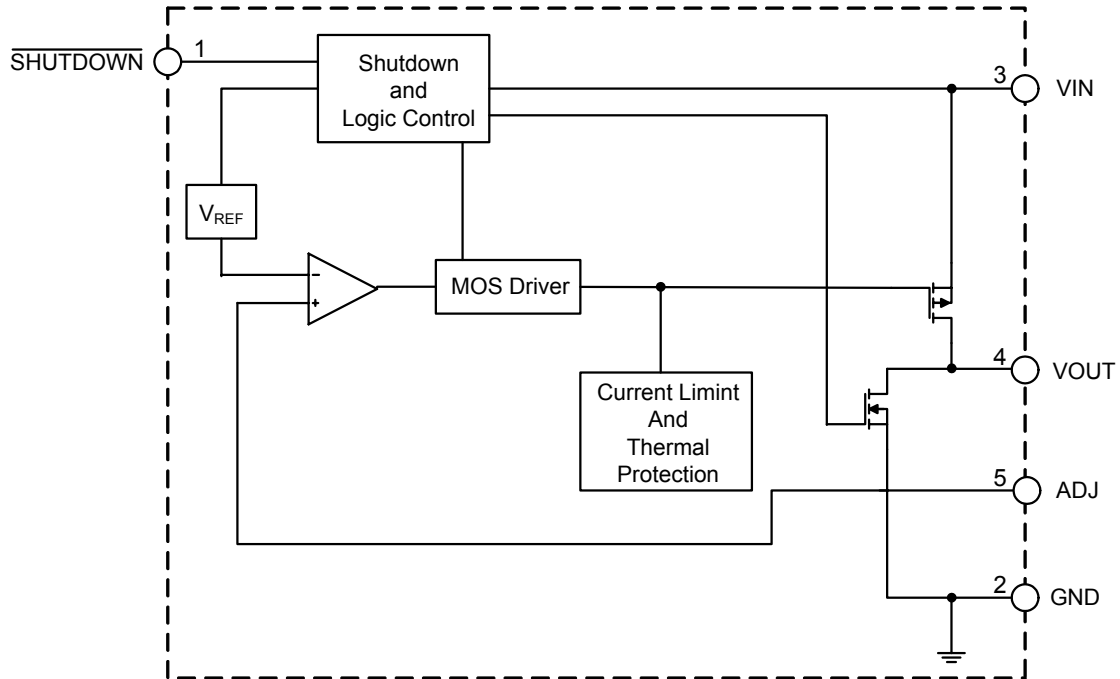 SHUTDOWN
1
Shutdown
and
Logic Control
3
VIN
VREF
-
+
MOS Driver
4
VOUT
Current Limint
And
Thermal
Protection
5
ADJ
2
GND